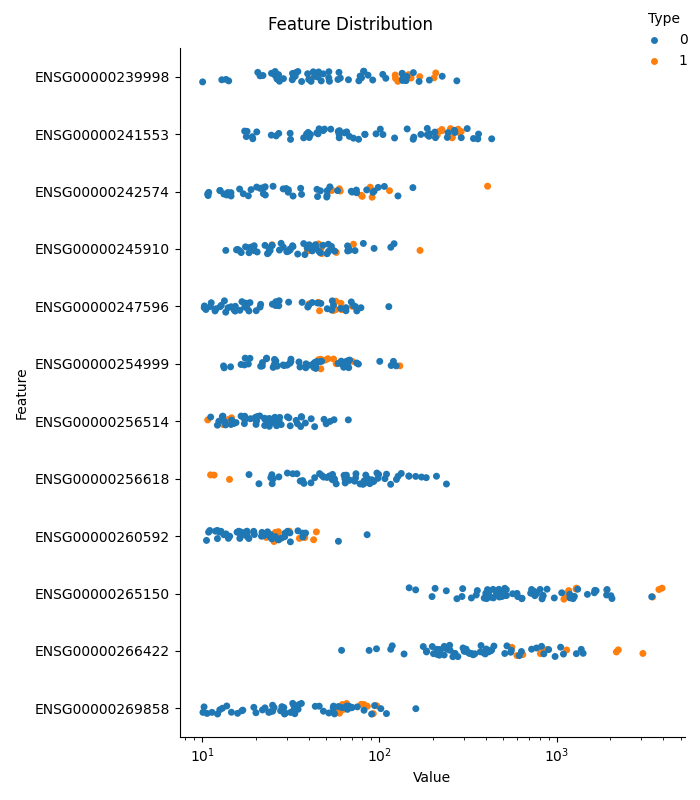 Feature Distribution
Type
0
1
ENSG00000239998
ENSG00000241553
ENSG00000242574
ENSG00000245910
ENSG00000247596
ENSG00000254999
ENSG00000256514
ENSG00000256618
ENSG00000260592
ENSG00000265150
ENSG00000266422
ENSG00000269858
Feature
10¹ 10² 10³
Value